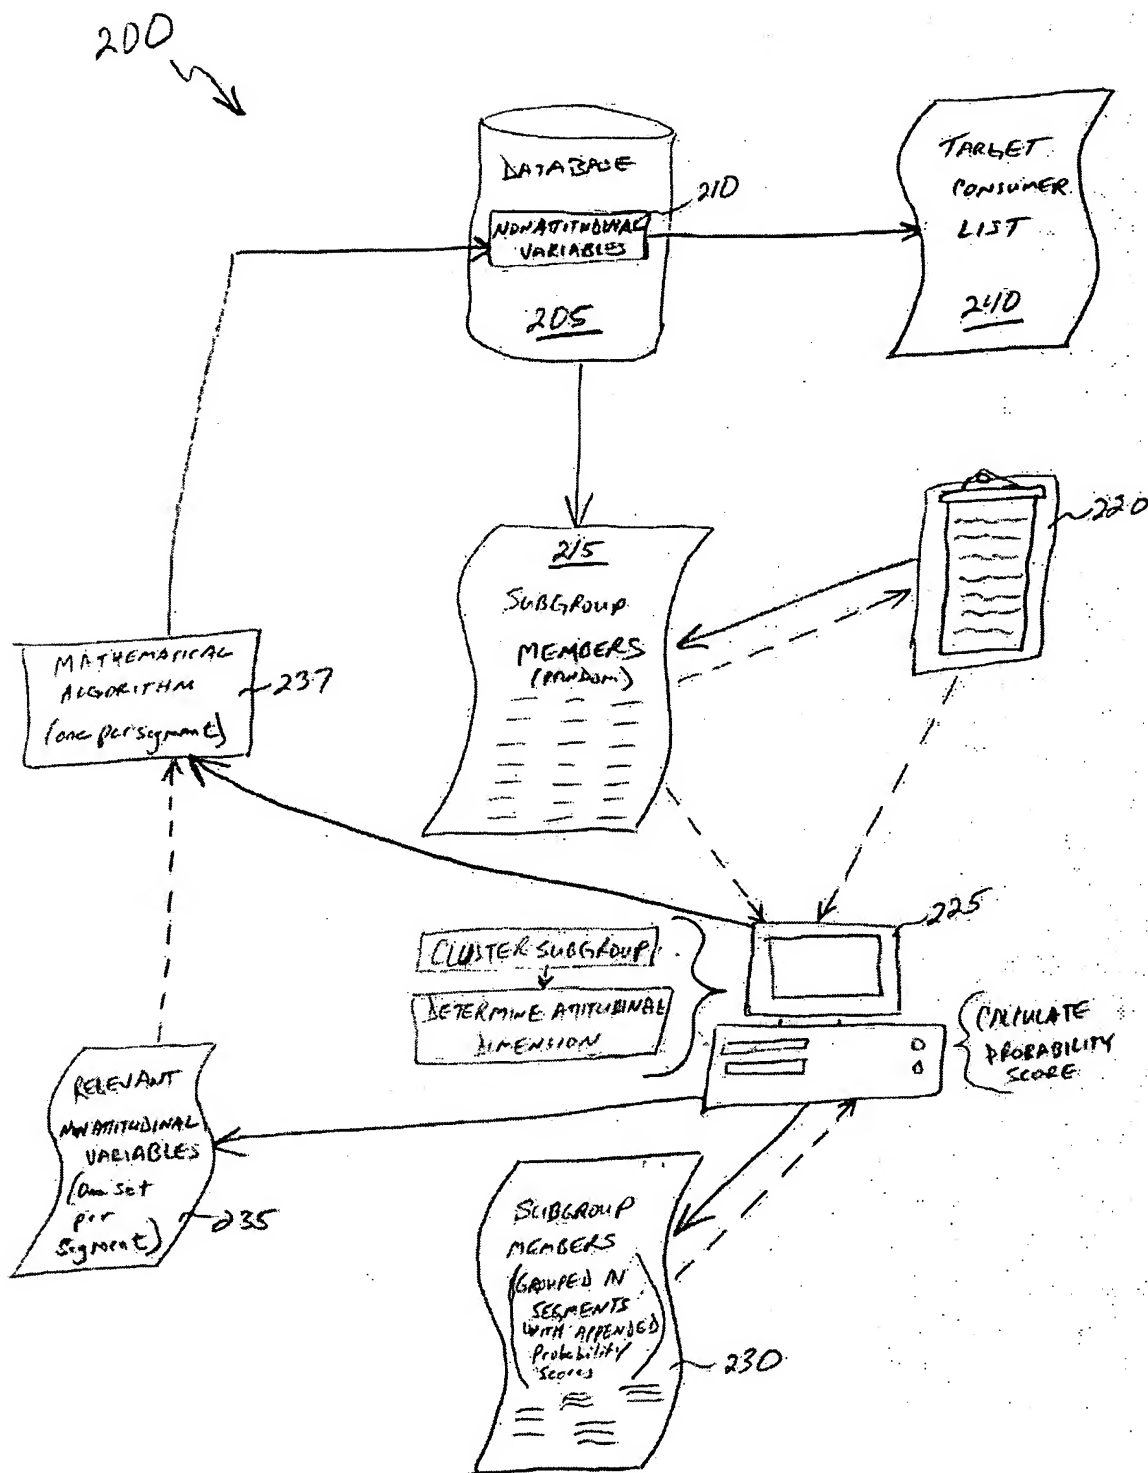 200
DATABASE
210
NONATTITUDINAL
VARIABLES
205
TARGET
CONSUMER
LIST
240
215
SUBGROUP
MEMBERS
(RANDOM)
220
MATHEMATICAL
ALGORITHM
(one per segment)
237
225
CLUSTER SUBGROUP
DETERMINE ATTITUDINAL
DIMENSION
CALCULATE
PROBABILITY
SCORE
RELEVANT
NONATTITUDINAL
VARIABLES
(One set
per
segment)
235
SUBGROUP
MEMBERS
(GROUPED IN
SEGMENTS
WITH APPENDED
Probability
Scores)
230